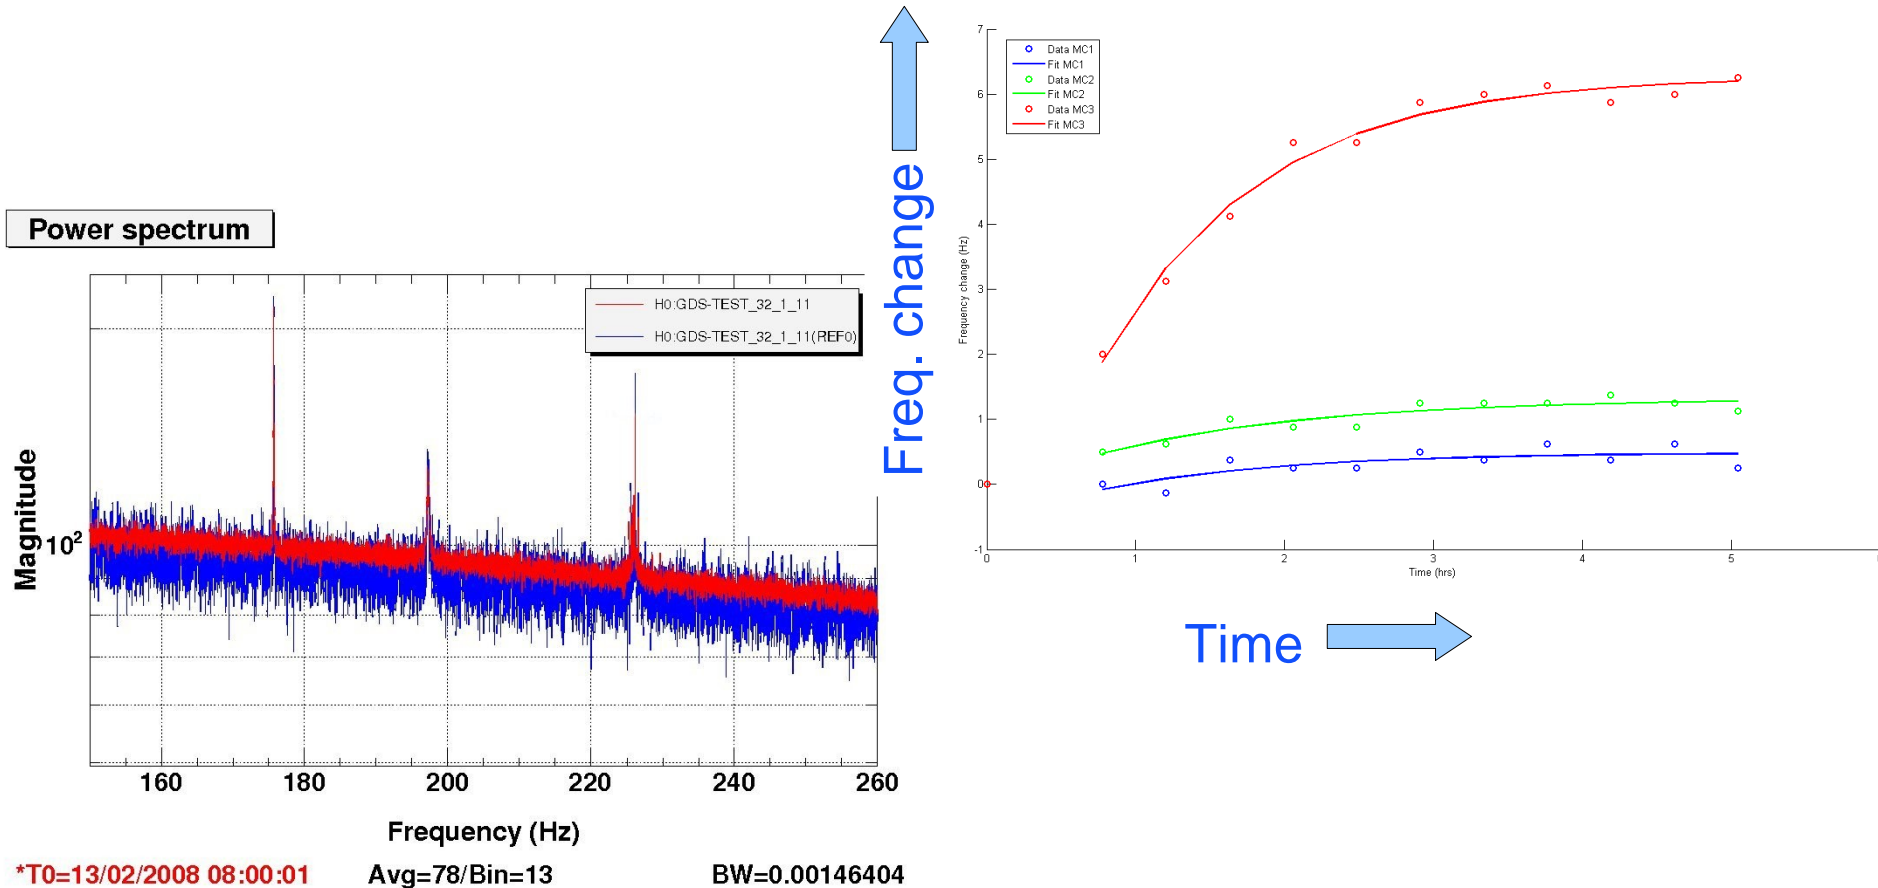 Power spectrum
H0:GDS-TEST_32_1_11
H0:GDS-TEST_32_1_11(REF0)
Magnitude
10^2
160 180 200 220 240 260
Frequency (Hz)
*T0=13/02/2008 08:00:01 Avg=78/Bin=13 BW=0.00146404
Freq. change
Data MC1
Fit MC1
Data MC2
Fit MC2
Data MC3
Fit MC3
Frequency change (Hz)
7
6
5
4
3
2
1
0
-1
0 1 2 3 4 5
Time (hrs)
Time